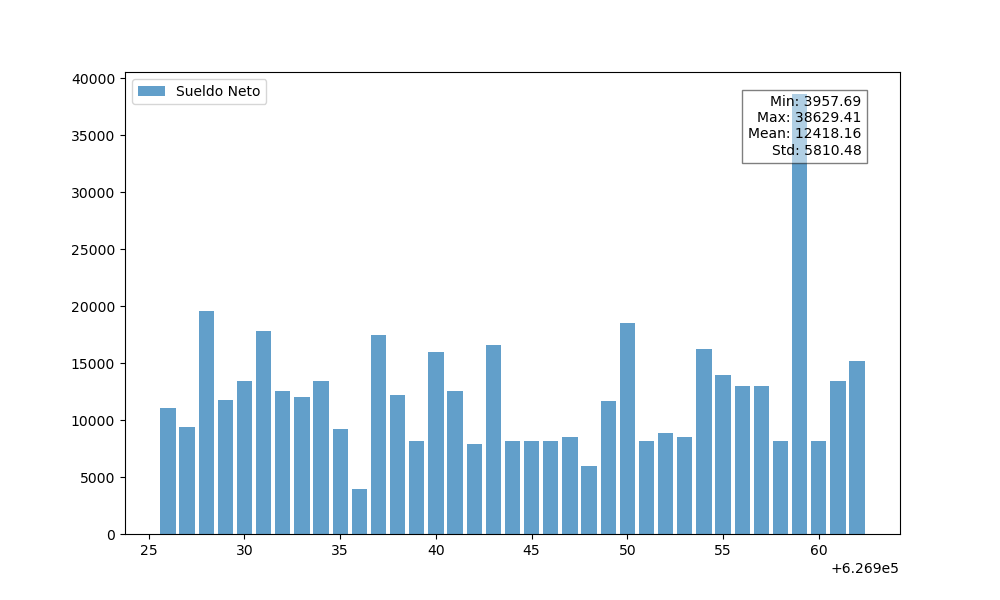 40000
35000
30000
25000
20000
15000
10000
5000
0
Sueldo Neto
Min: 3957.69
Max: 38629.41
Mean: 12418.16
Std: 5810.48
25 30 35 40 45 50 55 60
+6.269e5